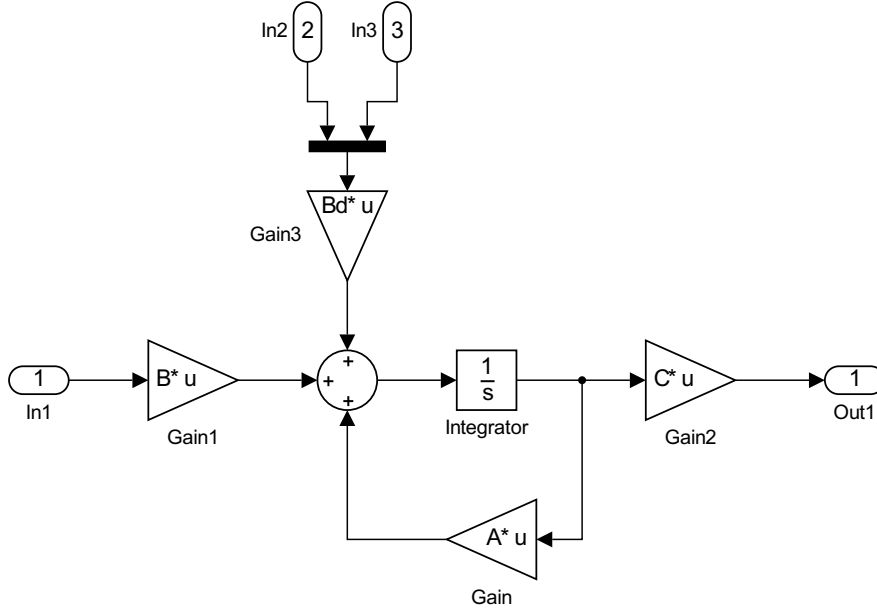 In2
2
In3
3
Bd* u
Gain3
1
In1
B* u
Gain1
+
+
+
1
s
Integrator
C* u
Gain2
1
Out1
A* u
Gain